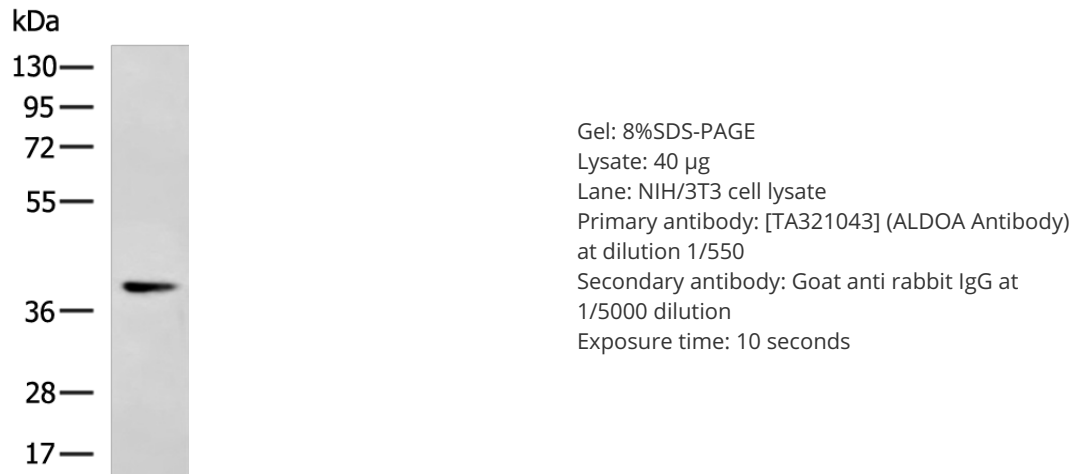 kDa
130
95
72
55
36
28
17
Gel: 8%SDS-PAGE
Lysate: 40 µg
Lane: NIH/3T3 cell lysate
Primary antibody: [TA321043] (ALDOA Antibody)
at dilution 1/550
Secondary antibody: Goat anti rabbit IgG at
1/5000 dilution
Exposure time: 10 seconds